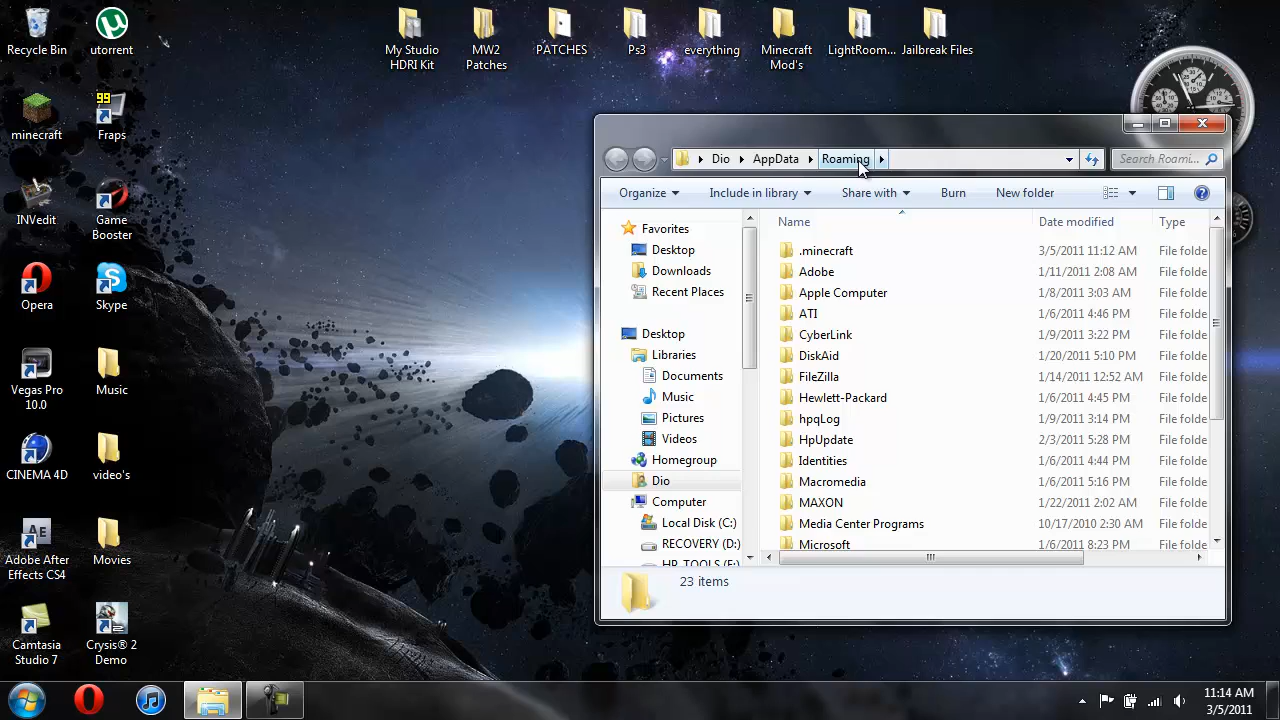 Recycle Bin
utorrent
My Studio
HDRI Kit
MW2
Patches
PATCHES
Ps3
everything
Minecraft
Mod's
LightRoom...
Jailbreak Files
minecraft
99
Fraps
INVedit
Game
Booster
Opera
Skype
Vegas Pro
10.0
Music
CINEMA 4D
video's
AE
Adobe After
Effects CS4
Movies
Camtasia
Studio 7
Crysis® 2
Demo
Dio
AppData
Roaming
Search Roami...
Organize
Include in library
Share with
Burn
New folder
Favorites
Desktop
Downloads
Recent Places
Desktop
Libraries
Documents
Music
Pictures
Videos
Homegroup
Dio
Computer
Local Disk (C:)
RECOVERY (D:)
HP_TOOLS (E:)
Name Date modified Type
.minecraft 3/5/2011 11:12 AM File folde
Adobe 1/11/2011 2:08 AM File folde
Apple Computer 1/8/2011 3:03 AM File folde
ATI 1/6/2011 4:46 PM File folde
CyberLink 1/9/2011 3:22 PM File folde
DiskAid 1/20/2011 5:10 PM File folde
FileZilla 1/14/2011 12:52 AM File folde
Hewlett-Packard 1/6/2011 4:45 PM File folde
hpqLog 1/9/2011 3:14 PM File folde
HpUpdate 2/3/2011 5:28 PM File folde
Identities 1/6/2011 4:44 PM File folde
Macromedia 1/6/2011 5:16 PM File folde
MAXON 1/22/2011 2:02 AM File folde
Media Center Programs 10/17/2010 2:30 AM File folde
Microsoft 1/6/2011 8:23 PM File folde
23 items
11:14 AM
3/5/2011